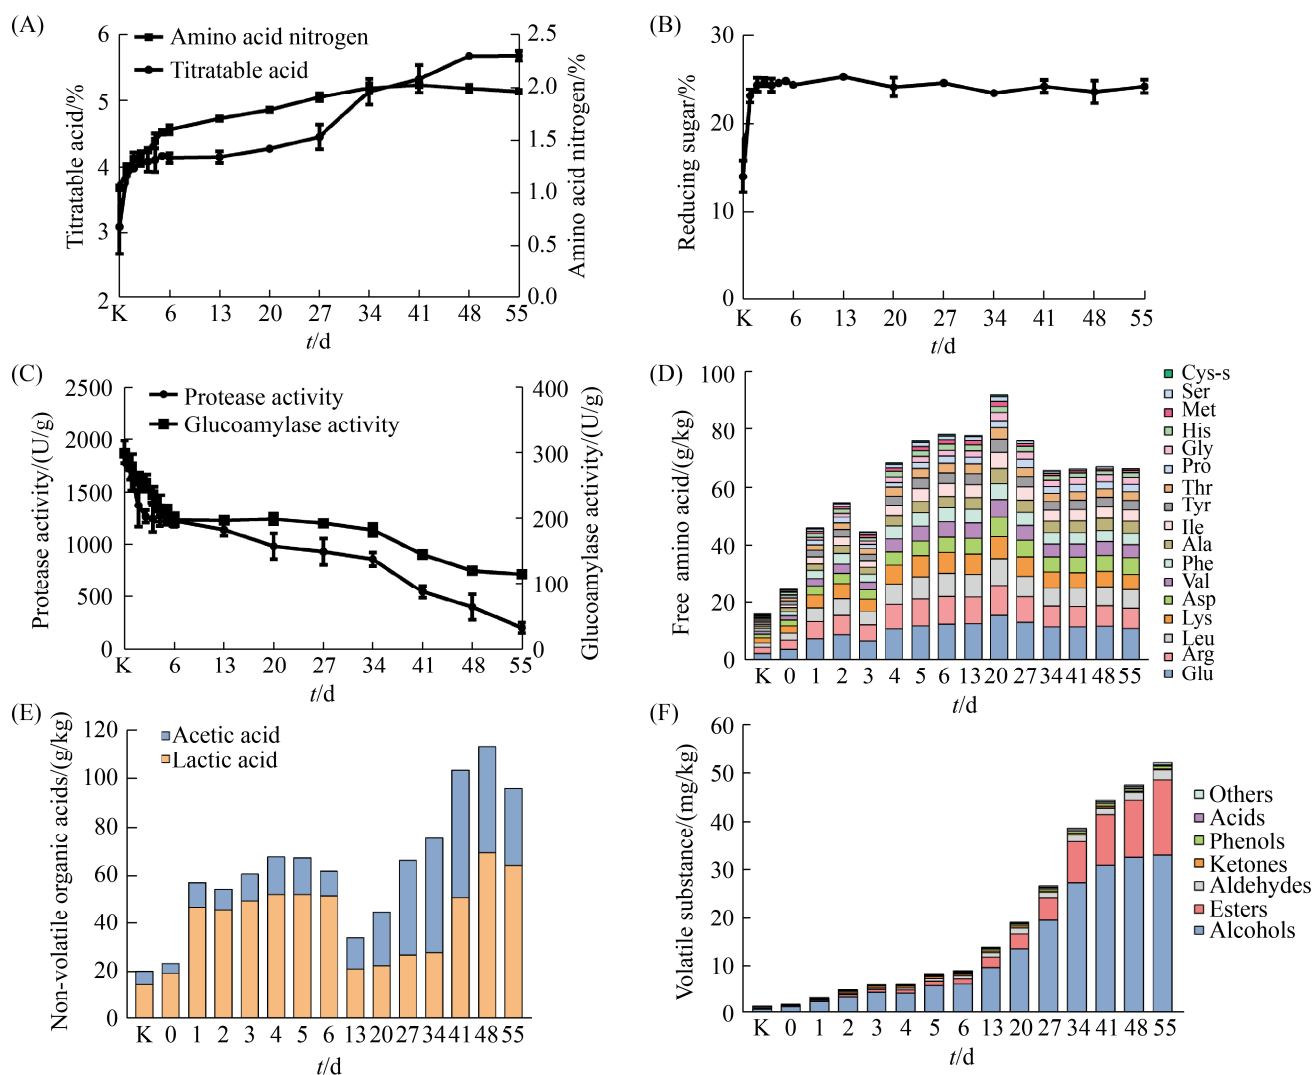 (A)
6
5
4
3
2
Titratable acid/%
Amino acid nitrogen
Titratable acid
2.5
2.0
1.5
1.0
0.5
0.0
Amino acid nitrogen/%
K 6 13 20 27 34 41 48 55
t/d
(B)
30
20
10
0
Reducing sugar/%
K 6 13 20 27 34 41 48 55
t/d
(C)
2500
2000
1500
1000
500
0
Protease activity/(U/g)
Protease activity
Glucoamylase activity
400
300
200
100
0
Glucoamylase activity/(U/g)
K 6 13 20 27 34 41 48 55
t/d
(D)
100
80
60
40
20
0
Free amino acid/(g/kg)
K 0 1 2 3 4 5 6 13 20 27 34 41 48 55
t/d
Cys-s
Ser
Met
His
Gly
Pro
Thr
Tyr
Ile
Ala
Phe
Val
Asp
Lys
Leu
Arg
Glu
(E)
120
100
80
60
40
20
0
Non-volatile organic acids/(g/kg)
Acetic acid
Lactic acid
K 0 1 2 3 4 5 6 13 20 27 34 41 48 55
t/d
(F)
60
50
40
30
20
10
0
Volatile substance/(mg/kg)
K 0 1 2 3 4 5 6 13 20 27 34 41 48 55
t/d
Others
Acids
Phenols
Ketones
Aldehydes
Esters
Alcohols